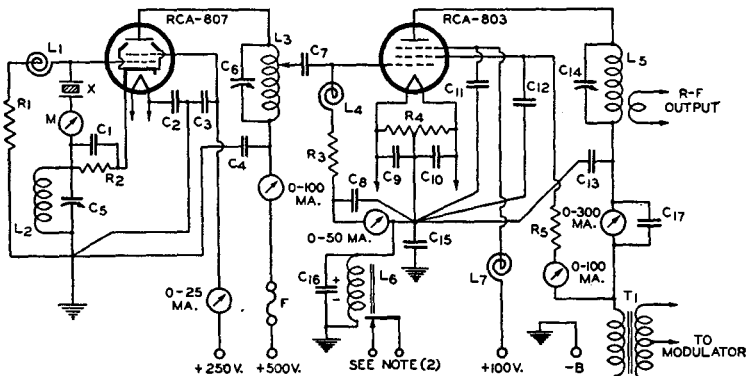 RCA-807
RCA-803
L1
L3
C7
L5
C6
C14
R1
X
M
C1
C2
C3
R2
C4
L4
R4
C11
C12
R-F
OUTPUT
R3
C9
C10
C13
L2
C5
C8
0-100
MA.
0-50 MA.
C15
R5
0-300
MA.
C17
0-25
MA.
F
C16
+
-
L6
L7
0-100
MA.
T1
TO
MODULATOR
+250V.
+500V.
SEE NOTE(2)
+100V.
-B